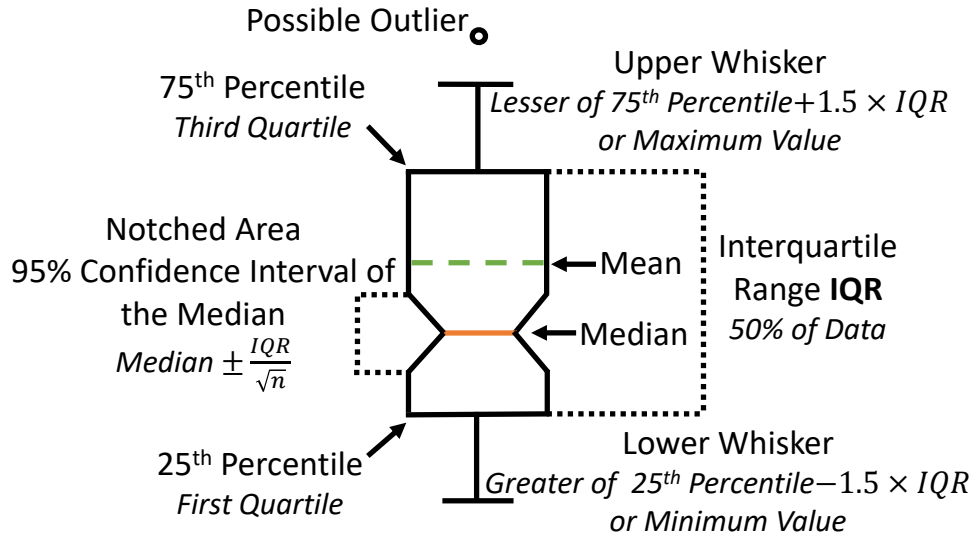 Possible Outlier
75th Percentile
Third Quartile
Upper Whisker
Lesser of 75th Percentile+1.5 × IQR
or Maximum Value
Notched Area
95% Confidence Interval of
the Median
Median ± IQR/√n
Mean
Median
Interquartile
Range IQR
50% of Data
25th Percentile
First Quartile
Lower Whisker
Greater of 25th Percentile−1.5 × IQR
or Minimum Value